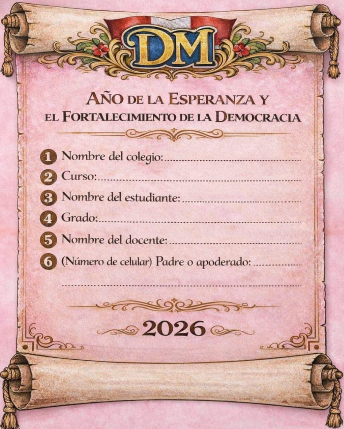 DM
AÑO DE LA ESPERANZA Y
EL FORTALECIMIENTO DE LA DEMOCRACIA
1 Nombre del colegio:
2 Curso:
3 Nombre del estudiante:
4 Grado:
5 Nombre del docente:
6 (Número de celular) Padre o apoderado:
2026